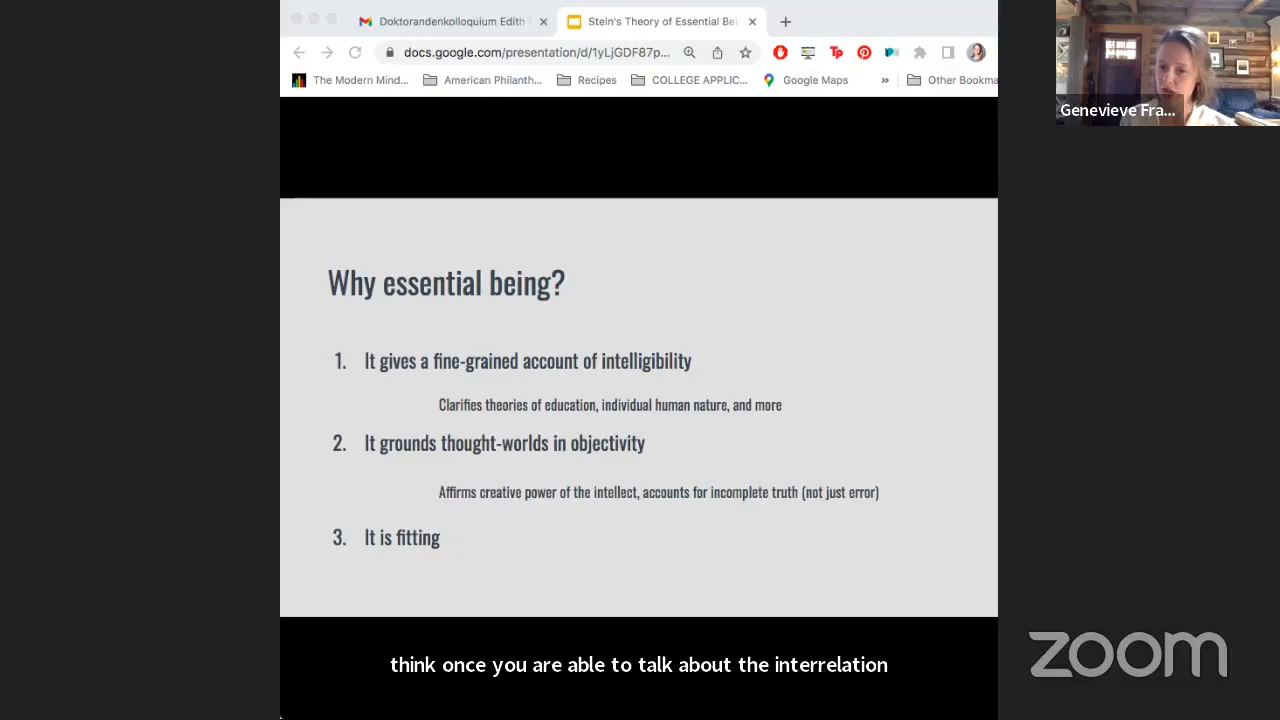 Doktorandenkolloquium Edith
Stein's Theory of Essential Bei
docs.google.com/presentation/d/1yLjGDF87p...
The Modern Mind...
American Philanth...
Recipes
COLLEGE APPLIC...
Google Maps
»
Other Bookma
Genevieve Fra...
Why essential being?
1. It gives a fine-grained account of intelligibility
Clarifies theories of education, individual human nature, and more
2. It grounds thought-worlds in objectivity
Affirms creative power of the intellect, accounts for incomplete truth (not just error)
3. It is fitting
think once you are able to talk about the interrelation
zoom